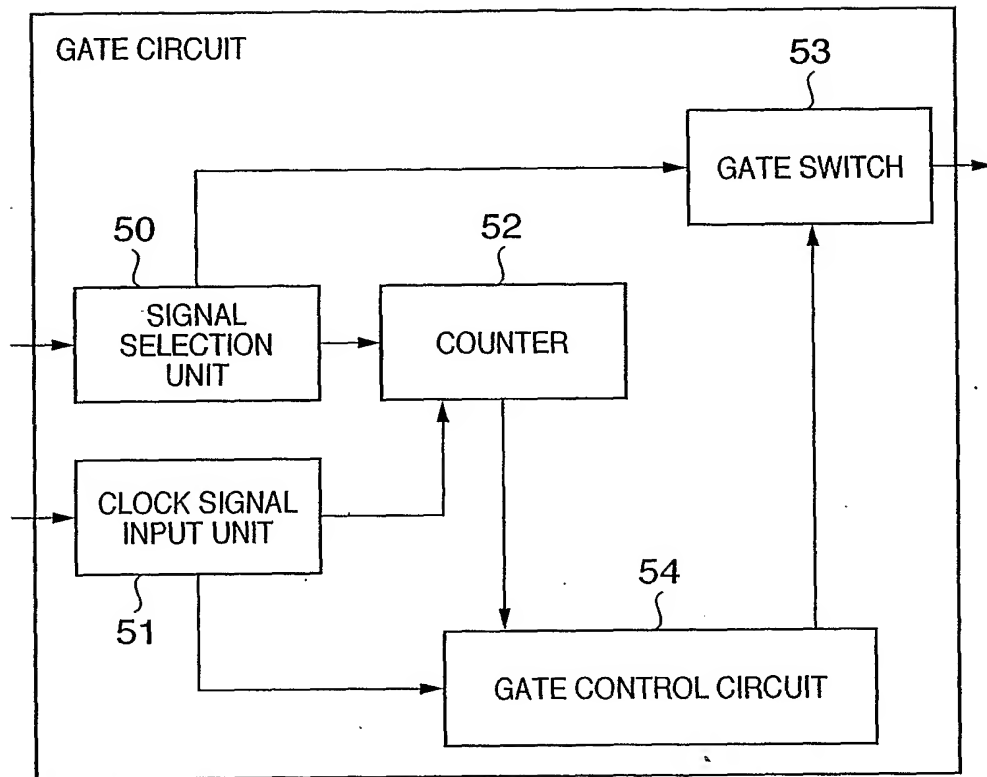 GATE CIRCUIT
53
GATE SWITCH
50
52
SIGNAL
SELECTION
UNIT
COUNTER
CLOCK SIGNAL
INPUT UNIT
51
54
GATE CONTROL CIRCUIT